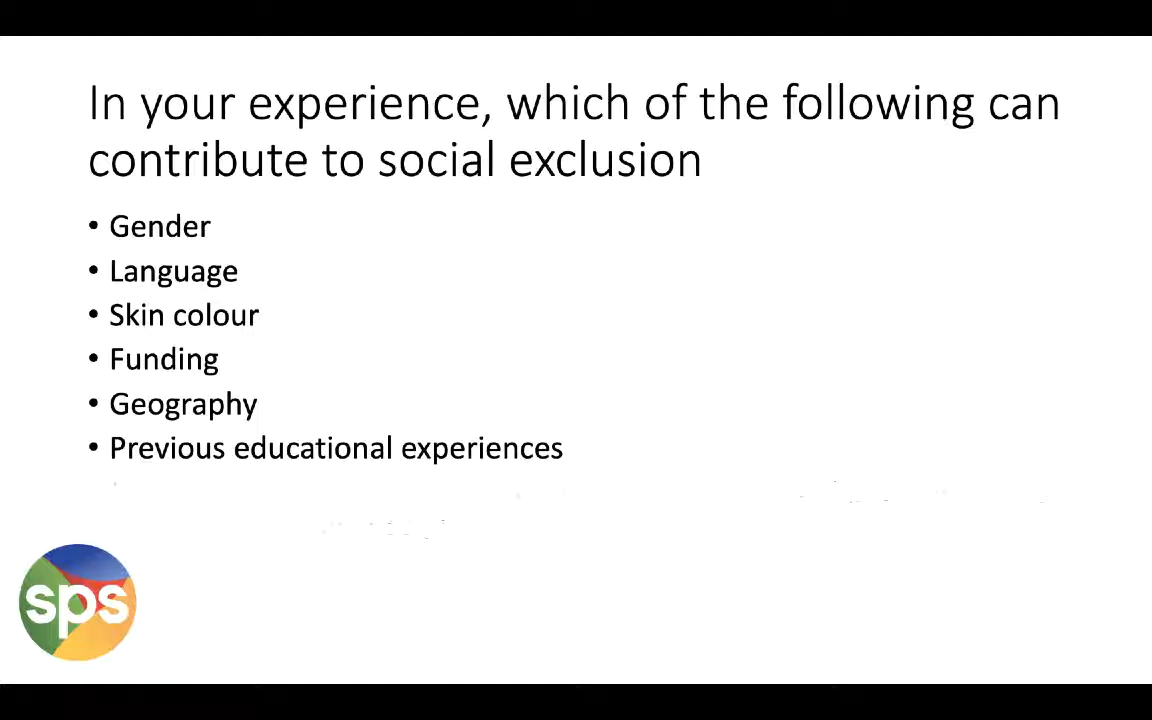 In your experience, which of the following can
contribute to social exclusion
• Gender
• Language
• Skin colour
• Funding
• Geography
• Previous educational experiences
sps